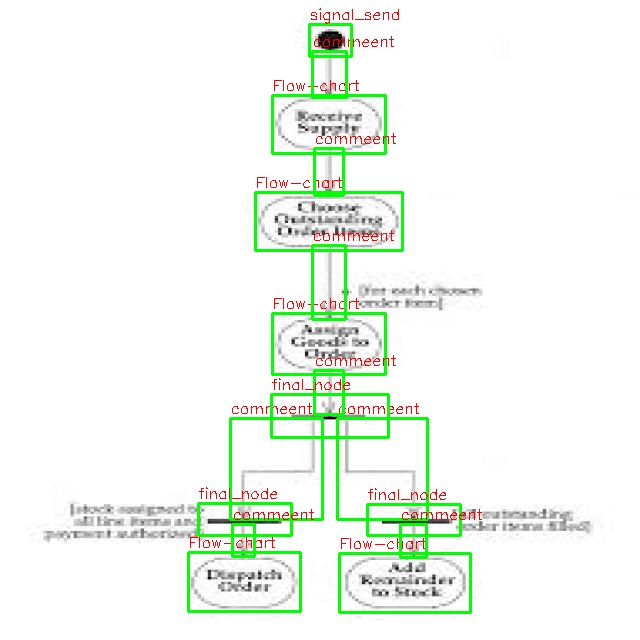 signal_send
commeent
Flow-chart
Receive
Supply
commeent
Flow-chart
Choose
Outstanding
Order Items
commeent
* [for each chosen
order item]
Flow-chart
Assign
Goods to
Order
commeent
final_node
commeent
commeent
final_node
final_node
[stock assigned to
all line items and
payment authorized]
commeent
commeent
outstanding
order items filled]
Flow-chart
Flow-chart
Dispatch
Order
Add
Remainder
to Stock